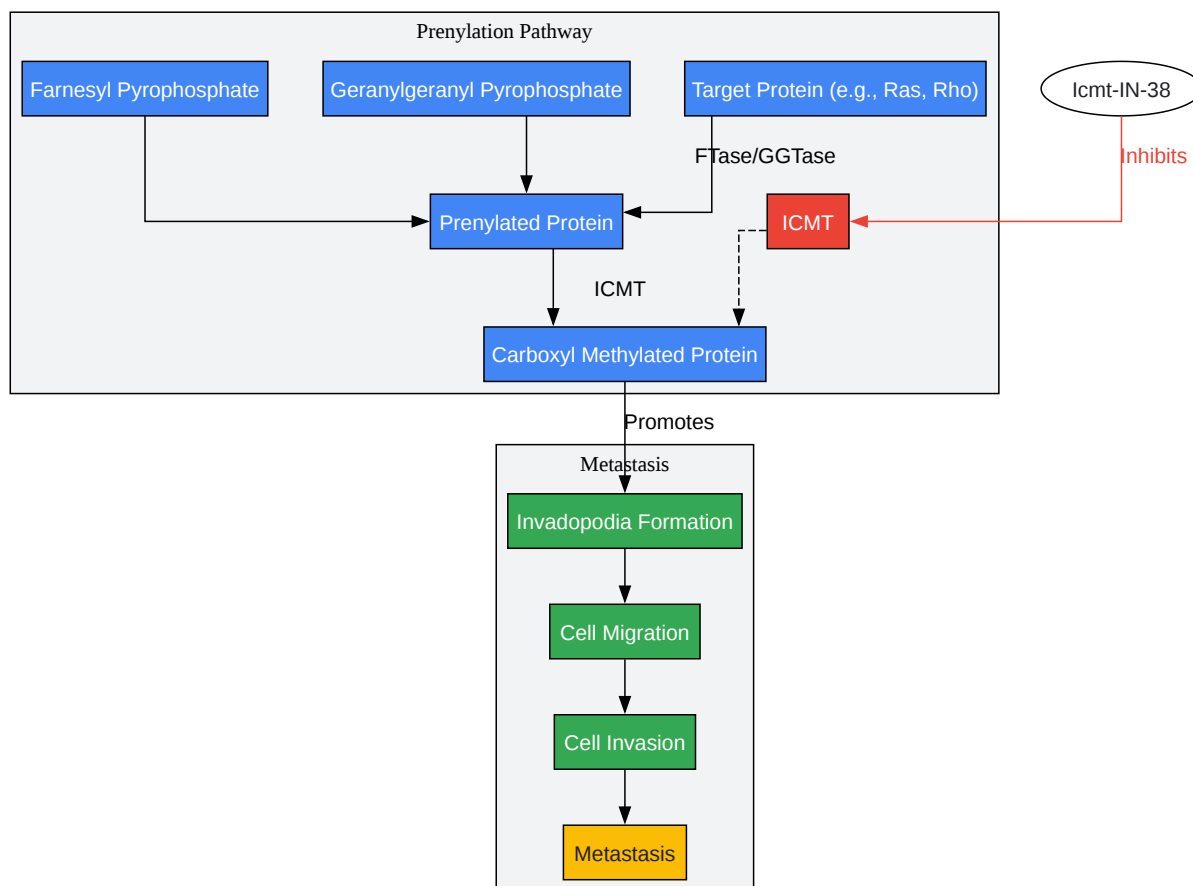 Prenylation Pathway
Farnesyl Pyrophosphate
Geranylgeranyl Pyrophosphate
Target Protein (e.g., Ras, Rho)
Icmt-IN-38
FTase/GGTase
Inhibits
Prenylated Protein
ICMT
ICMT
Carboxyl Methylated Protein
Promotes
Metastasis
Invadopodia Formation
Cell Migration
Cell Invasion
Metastasis